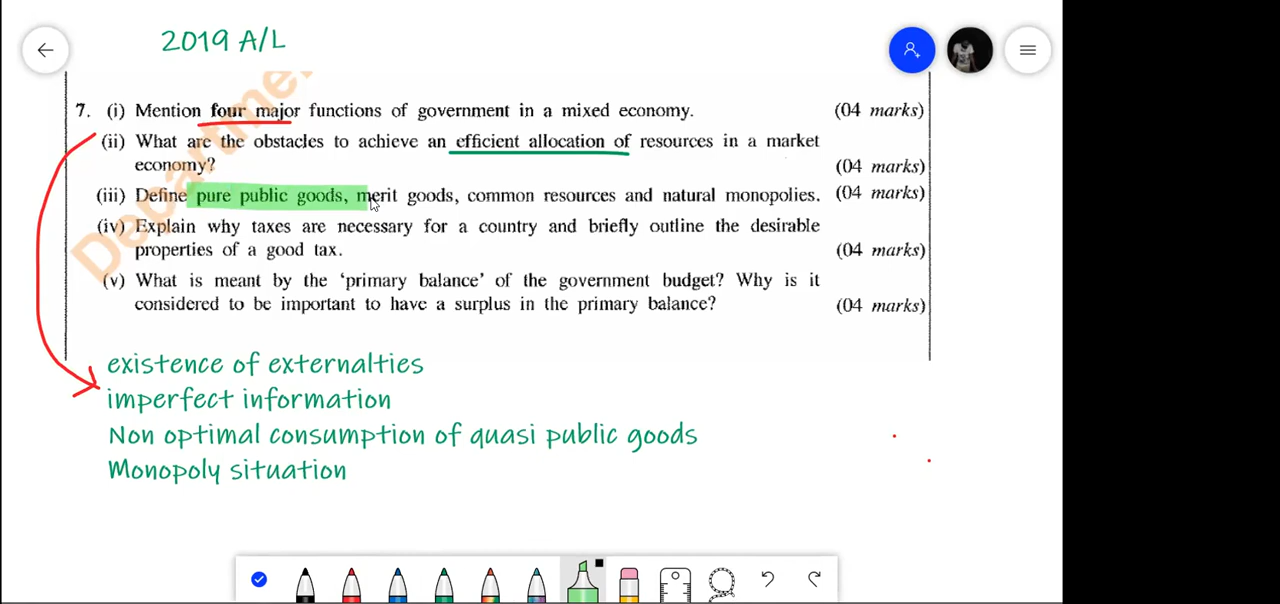 2019 A/L
7. (i) Mention four major functions of government in a mixed economy. (04 marks)
(ii) What are the obstacles to achieve an efficient allocation of resources in a market
economy? (04 marks)
(iii) Define pure public goods, merit goods, common resources and natural monopolies. (04 marks)
(iv) Explain why taxes are necessary for a country and briefly outline the desirable
properties of a good tax. (04 marks)
(v) What is meant by the ‘primary balance’ of the government budget? Why is it
considered to be important to have a surplus in the primary balance? (04 marks)
existence of externalties
imperfect information
Non optimal consumption of quasi public goods
Monopoly situation